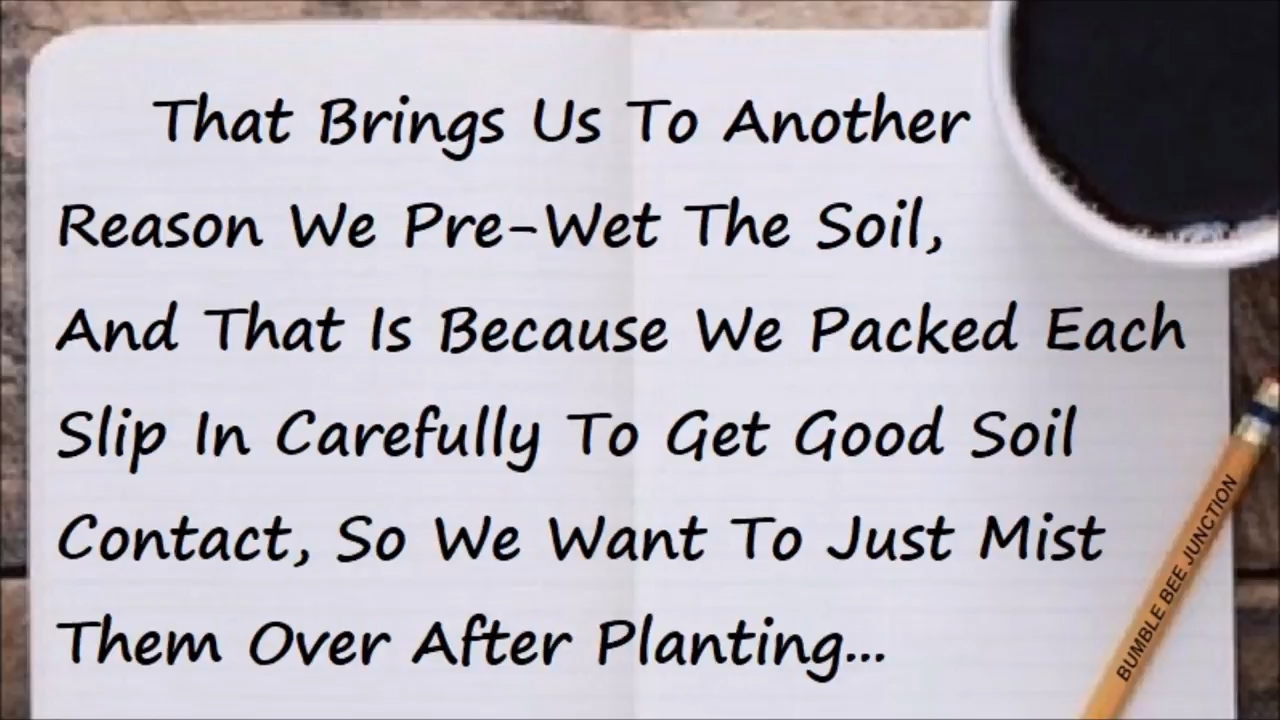 That Brings Us To Another
Reason We Pre-Wet The Soil,
And That Is Because We Packed Each
Slip In Carefully To Get Good Soil
Contact, So We Want To Just Mist
Them Over After Planting...
BUMBLE BEE JUNCTION